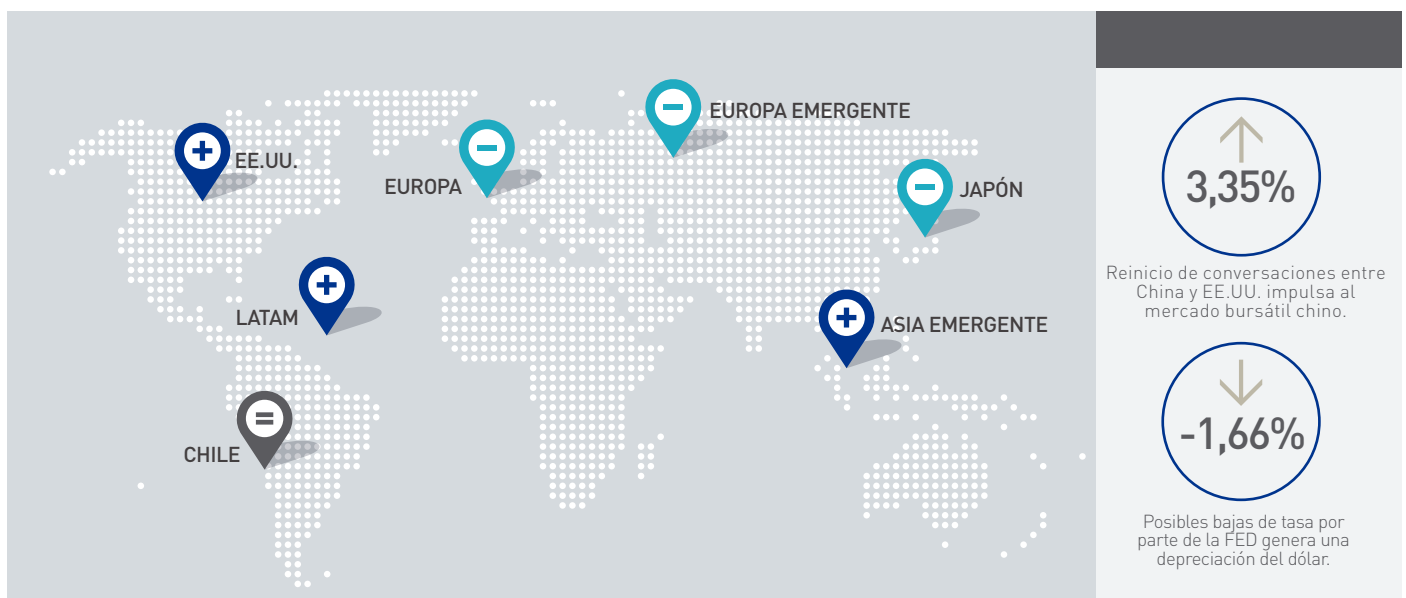 EUROPA EMERGENTE
EE.UU.
EUROPA
JAPÓN
LATAM
ASIA EMERGENTE
CHILE
3,35%
Reinicio de conversaciones entre
China y EE.UU. impulsa al
mercado bursátil chino.
-1,66%
Posibles bajas de tasa por
parte de la FED genera una
depreciación del dólar.